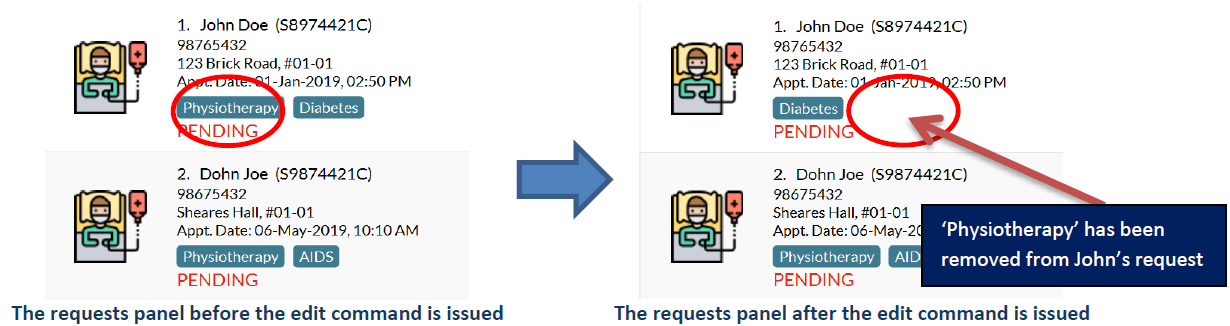 1. John Doe (S8974421C)
98765432
123 Brick Road, #01-01
Appt. Date: 01-Jan-2019, 02:50 PM
Physiotherapy Diabetes
PENDING
2. Dohn Joe (S9874421C)
98675432
Sheares Hall, #01-01
Appt. Date: 06-May-2019, 10:10 AM
Physiotherapy AIDS
PENDING
The requests panel before the edit command is issued
1. John Doe (S8974421C)
98765432
123 Brick Road, #01-01
Appt. Date: 01-Jan-2019, 02:50 PM
Diabetes
PENDING
2. Dohn Joe (S9874421C)
98675432
Sheares Hall, #01-01
Appt. Date: 06-May-20
Physiotherapy AID
PENDING
‘Physiotherapy’ has been
removed from John’s request
The requests panel after the edit command is issued